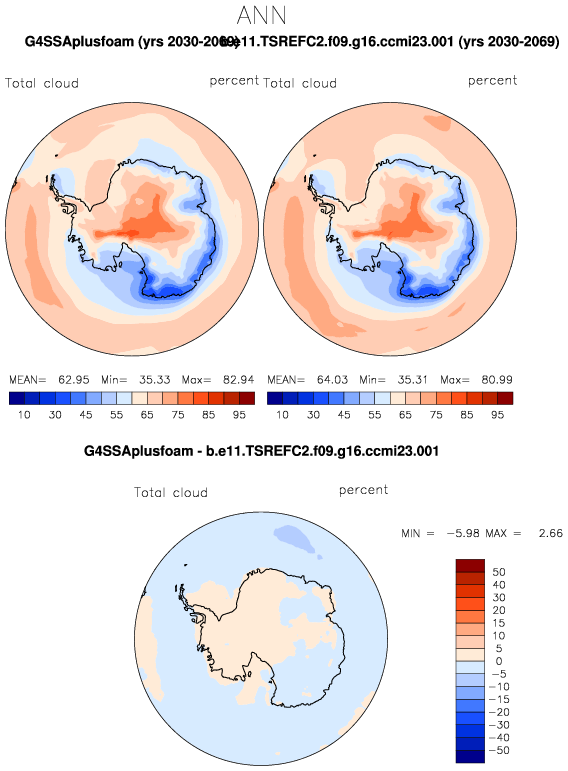 ANN
G4SSAplusfoam (yrs 2030-2069) b.e11.TSREFC2.f09.g16.ccmi23.001 (yrs 2030-2069)
Total cloud percent Total cloud percent
MEAN= 62.95 Min= 35.33 Max= 82.94 MEAN= 64.03 Min= 35.31 Max= 80.99
10 30 45 55 65 75 85 95 10 30 45 55 65 75 85 95
G4SSAplusfoam - b.e11.TSREFC2.f09.g16.ccmi23.001
Total cloud percent
MIN = -5.98 MAX = 2.66
50
40
30
20
15
10
5
0
-5
-10
-15
-20
-30
-40
-50